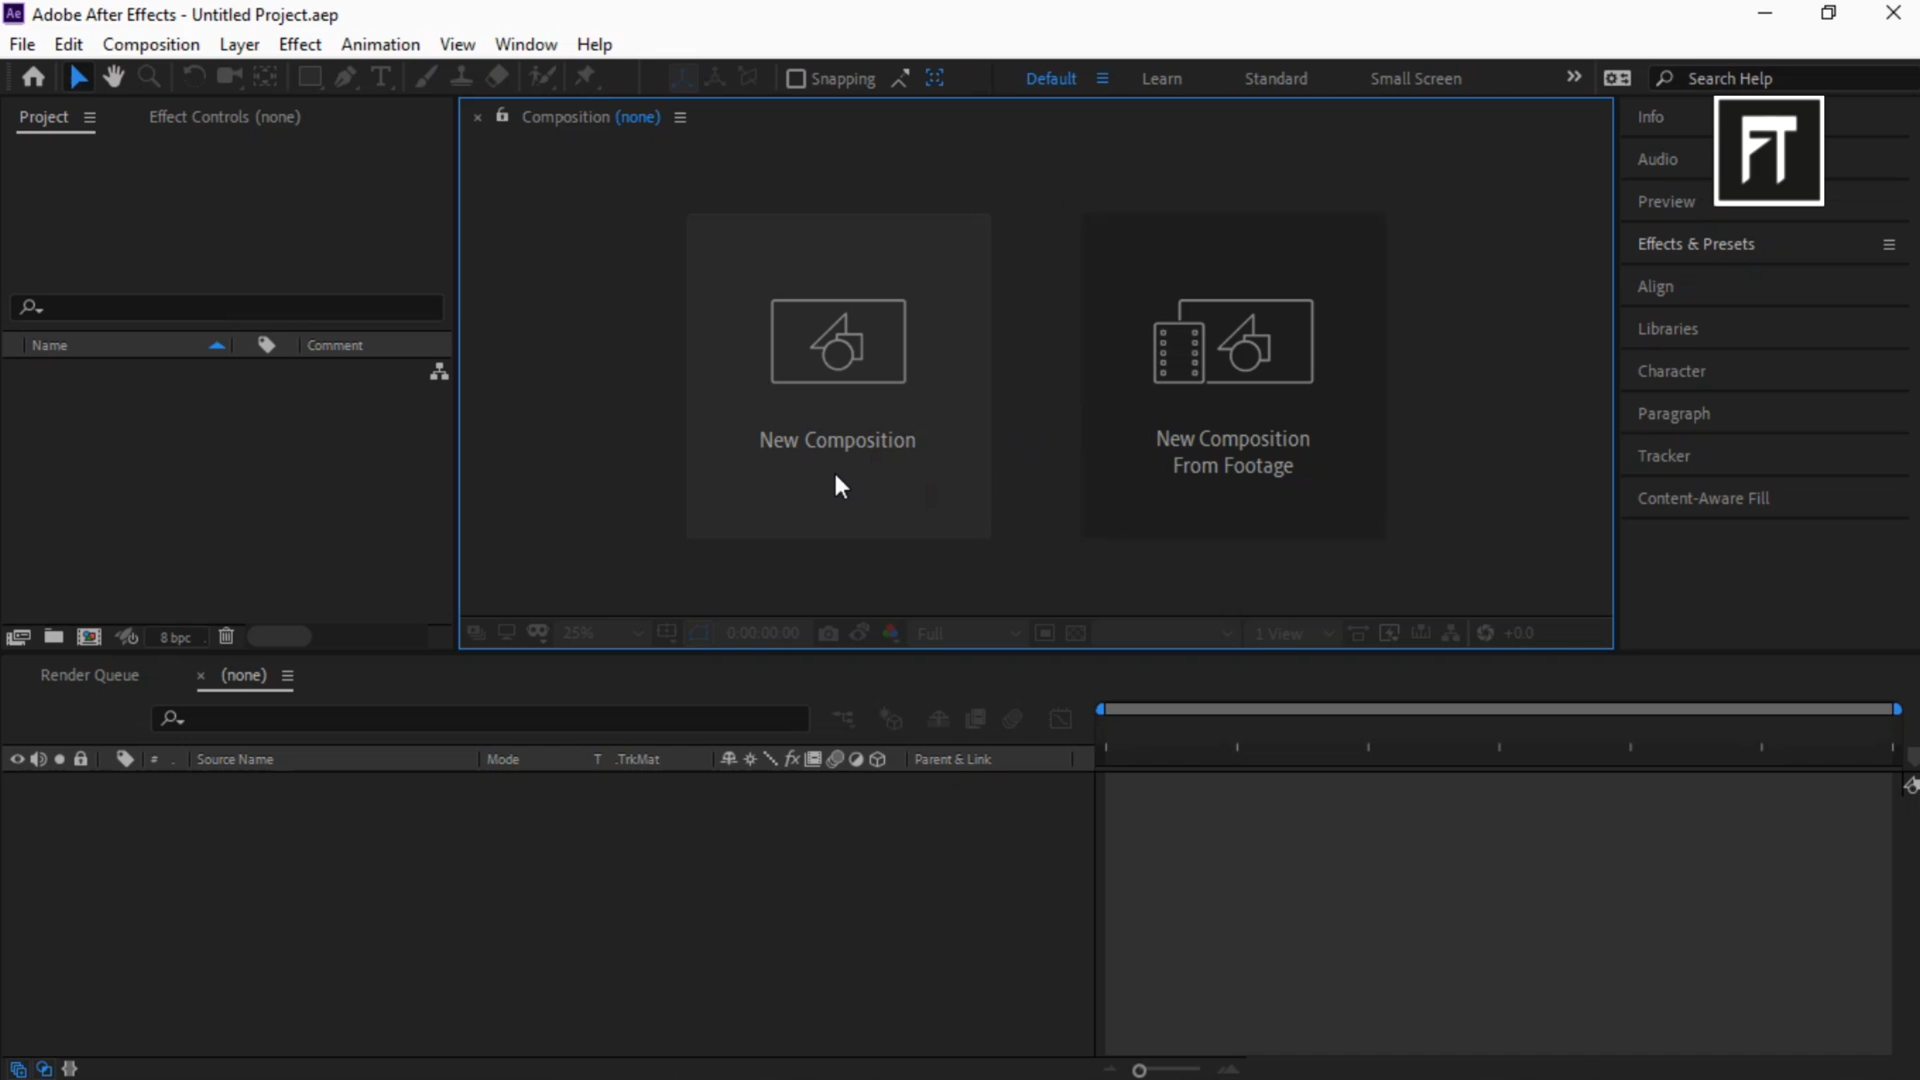 Ae Adobe After Effects - Untitled Project.aep
File Edit Composition Layer Effect Animation View Window Help
Snapping Default Learn Standard Small Screen Search Help
Project Effect Controls (none)
Composition (none)
Info
FT
Audio
Preview
Effects & Presets
Align
Libraries
Name Comment
Character
Paragraph
New Composition
New Composition
From Footage
Tracker
Content-Aware Fill
8 bpc
25% 0:00:00:00 Full 1 View +0.0
Render Queue (none)
# Source Name Mode T .TrkMat fx Parent & Link